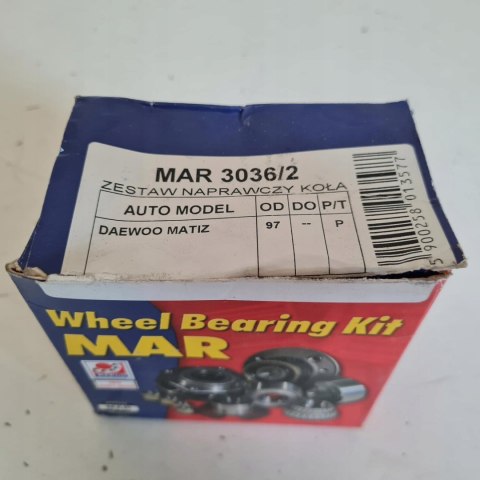 MAR 3036/2
ZESTAW NAPRAWCZY KOŁA
AUTO MODEL OD DO P/T
DAEWOO MATIZ 97 -- P
5 900258 013577
Wheel Bearing Kit
MAR